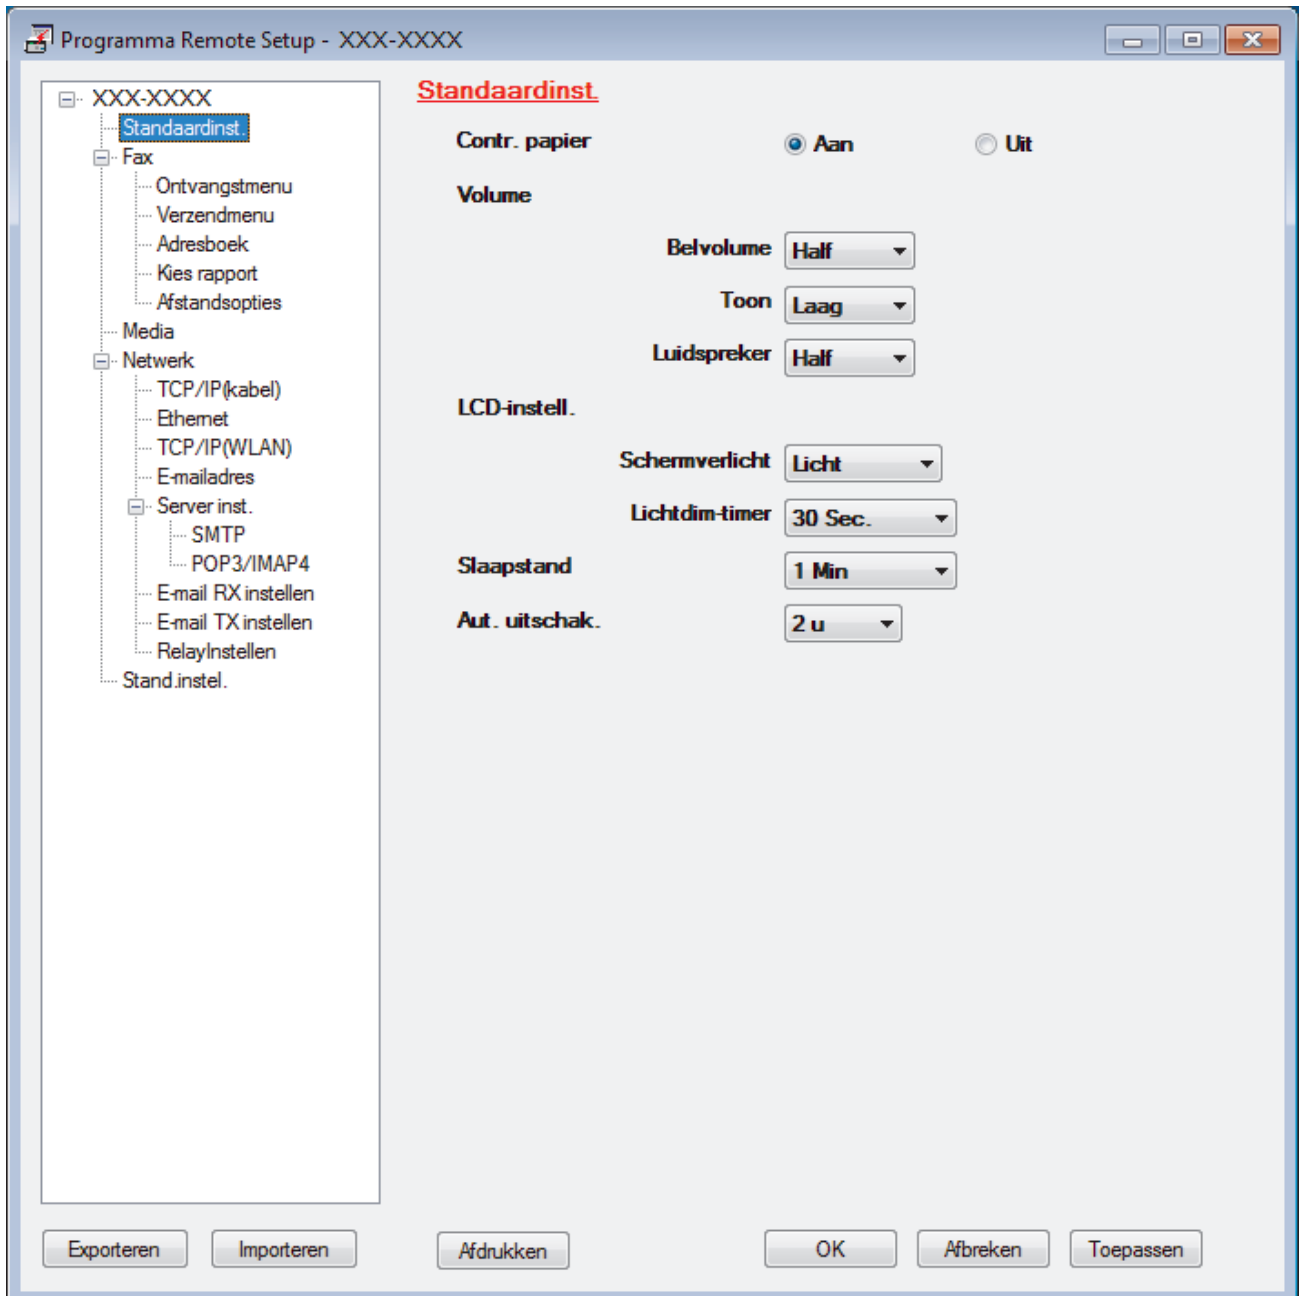 Programma Remote Setup - XXX-XXXX
XXX-XXXX
Standaardinst.
Fax
Ontvangstmenu
Verzendmenu
Adresboek
Kies rapport
Afstandsopties
Media
Netwerk
TCP/IP(kabel)
Ethernet
TCP/IP(WLAN)
E-mailadres
Server inst.
SMTP
POP3/IMAP4
E-mail RX instellen
E-mail TX instellen
RelayInstellen
Stand.instel.
Standaardinst.
Contr. papier Aan Uit
Volume
Belvolume Half
Toon Laag
Luidspreker Half
LCD-instell.
Schermverlicht Licht
Lichtdim-timer 30 Sec.
Slaapstand 1 Min
Aut. uitschak. 2 u
Exporteren Importeren Afdrukken OK Afbreken Toepassen